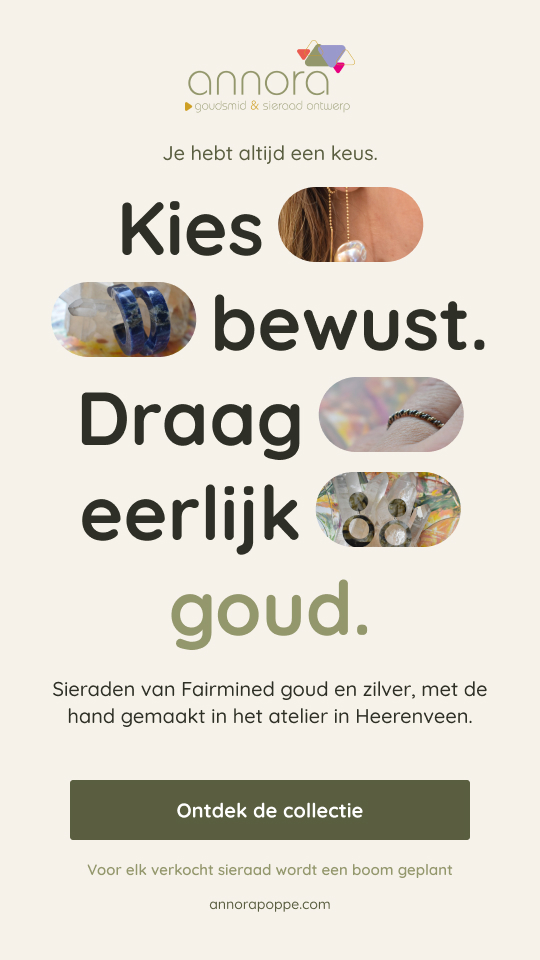 annora
goudsmid & sieraad ontwerp
Je hebt altijd een keus.
Kies
bewust.
Draag
eerlijk
goud.
Sieraden van Fairmined goud en zilver, met de
hand gemaakt in het atelier in Heerenveen.
Ontdek de collectie
Voor elk verkocht sieraad wordt een boom geplant
annorapoppe.com